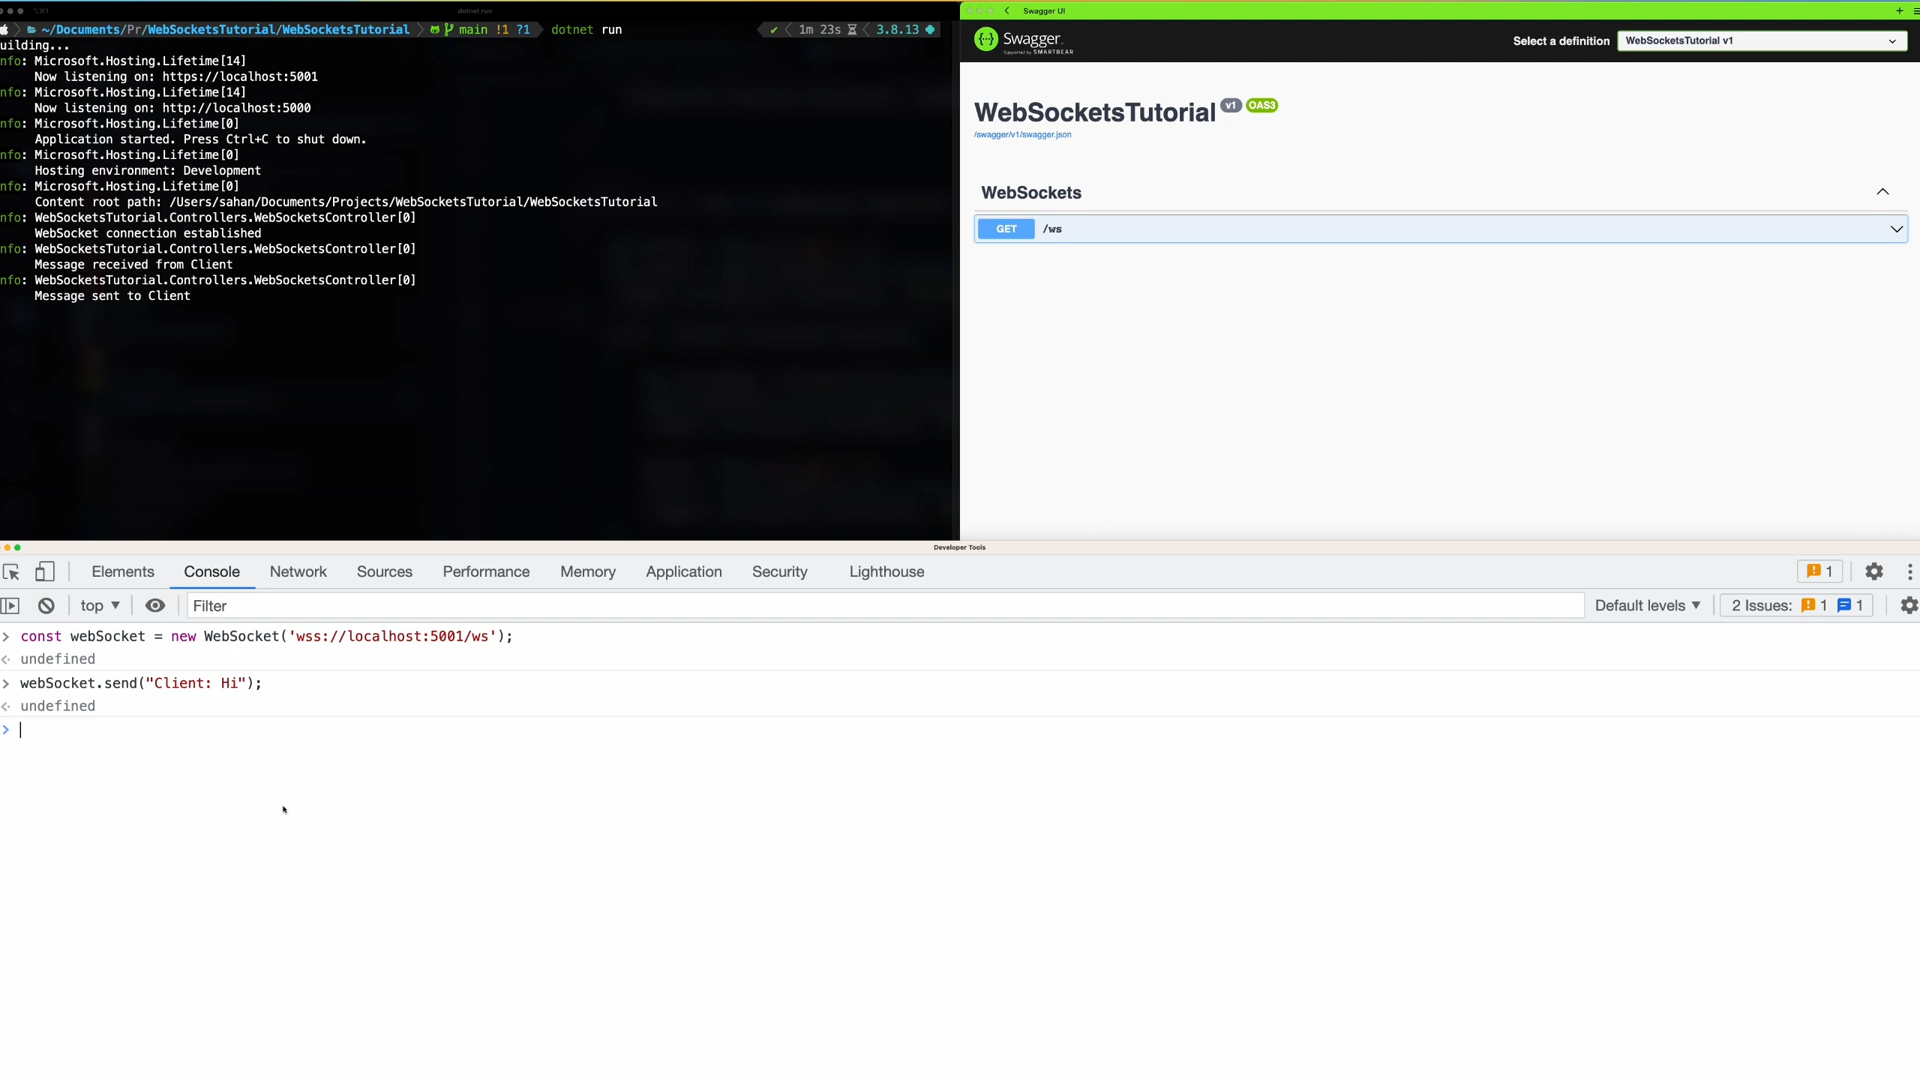 dotnet run
~/Documents/Pr/WebSocketsTutorial/WebSocketsTutorial main !1 ?1 dotnet run ✔ 1m 23s 3.8.13
uilding...
nfo: Microsoft.Hosting.Lifetime[14]
Now listening on: https://localhost:5001
nfo: Microsoft.Hosting.Lifetime[14]
Now listening on: http://localhost:5000
nfo: Microsoft.Hosting.Lifetime[0]
Application started. Press Ctrl+C to shut down.
nfo: Microsoft.Hosting.Lifetime[0]
Hosting environment: Development
nfo: Microsoft.Hosting.Lifetime[0]
Content root path: /Users/sahan/Documents/Projects/WebSocketsTutorial/WebSocketsTutorial
nfo: WebSocketsTutorial.Controllers.WebSocketsController[0]
WebSocket connection established
nfo: WebSocketsTutorial.Controllers.WebSocketsController[0]
Message received from Client
nfo: WebSocketsTutorial.Controllers.WebSocketsController[0]
Message sent to Client
Swagger UI
Swagger.
Supported by SMARTBEAR
Select a definition
WebSocketsTutorial v1
WebSocketsTutorial v1 OAS3
/swagger/v1/swagger.json
WebSockets
GET /ws
Developer Tools
Elements Console Network Sources Performance Memory Application Security Lighthouse 1
top Filter Default levels 2 Issues: 1 1
const webSocket = new WebSocket('wss://localhost:5001/ws');
undefined
webSocket.send("Client: Hi");
undefined